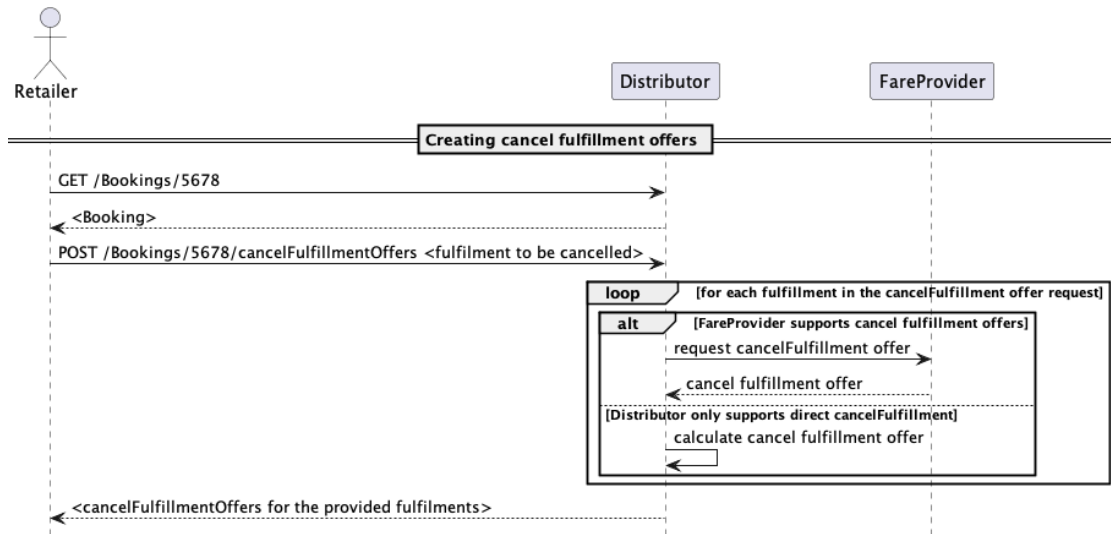 Retailer
Distributor
FareProvider
Creating cancel fulfillment offers
GET /Bookings/5678
<Booking>
POST /Bookings/5678/cancelFulfillmentOffers <fulfilment to be cancelled>
loop [for each fulfillment in the cancelFulfillment offer request]
alt [FareProvider supports cancel fulfillment offers]
request cancelFulfillment offer
cancel fulfillment offer
[Distributor only supports direct cancelFulfillment]
calculate cancel fulfillment offer
<cancelFulfillmentOffers for the provided fulfilments>